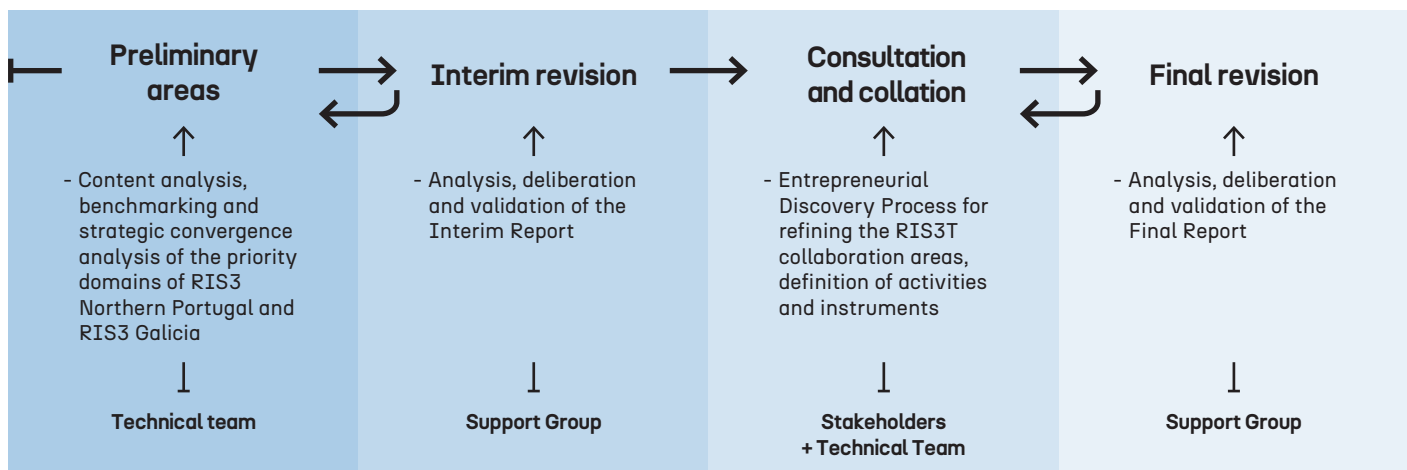 Preliminary
areas
- Content analysis,
benchmarking and
strategic convergence
analysis of the priority
domains of RIS3
Northern Portugal and
RIS3 Galicia
Technical team
Interim revision
- Analysis, deliberation
and validation of the
Interim Report
Support Group
Consultation
and collation
- Entrepreneurial
Discovery Process for
refining the RIS3T
collaboration areas,
definition of activities
and instruments
Stakeholders
+ Technical Team
Final revision
- Analysis, deliberation
and validation of the
Final Report
Support Group